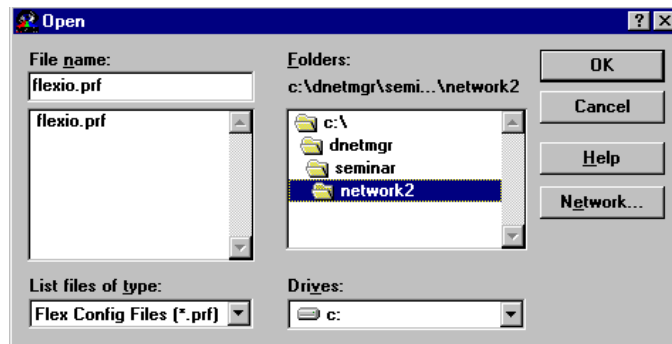 Open
File name:
flexio.prf
flexio.prf
List files of type:
Flex Config Files (*.prf)
Folders:
c:\dnetmgr\semi...\network2
c:\
dnetmgr
seminar
network2
Drives:
c:
OK
Cancel
Help
Network...